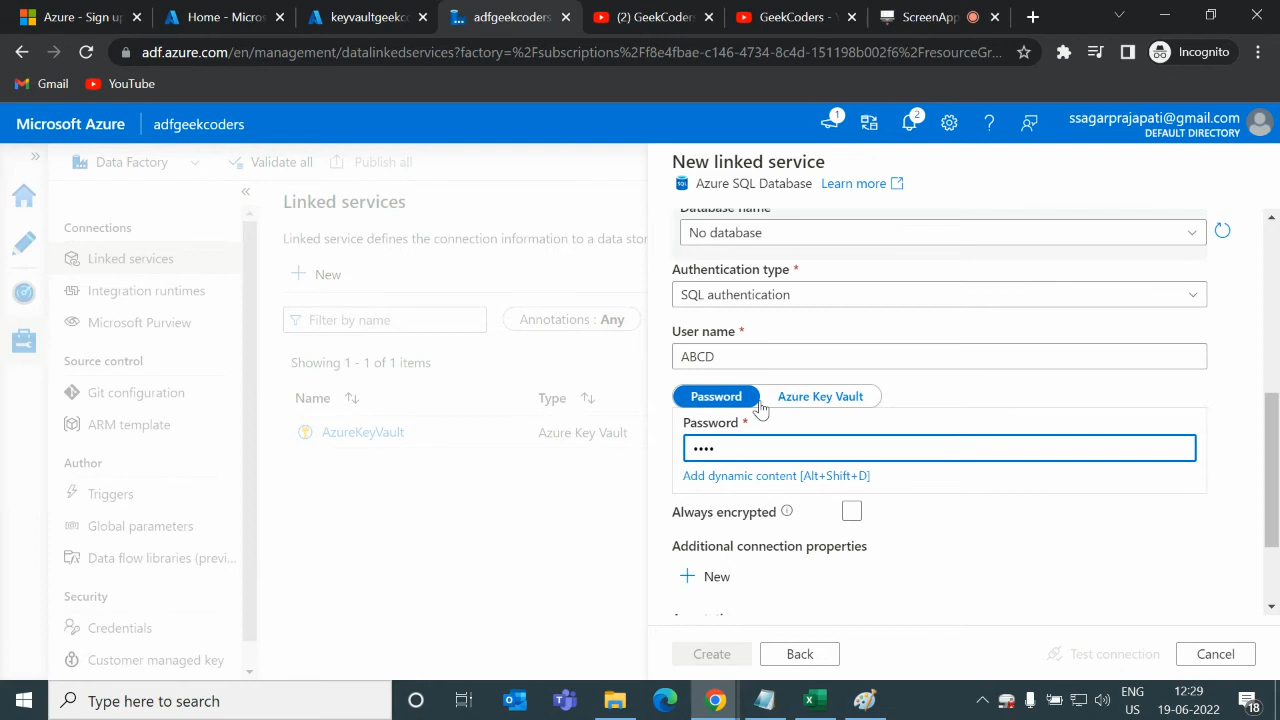 Azure - Sign up
Home - Micros
keyvaultgeekc
adfgeekcoders
(2) GeekCoder
GeekCoders - Y
ScreenApp
adf.azure.com/en/management/datalinkedservices?factory=%2Fsubscriptions%2Ff8e4fbae-c146-4734-8c4d-151198b002f6%2FresourceGr...
Incognito
Gmail
YouTube
Microsoft Azure
adfgeekcoders
1
2
ssagarprajapati@gmail.com
DEFAULT DIRECTORY
Data Factory
Validate all
Publish all
Connections
Linked services
Integration runtimes
Microsoft Purview
Source control
Git configuration
ARM template
Author
Triggers
Global parameters
Data flow libraries (previ...
Security
Credentials
Customer managed key
Linked services
Linked service defines the connection information to a data stor
New
Filter by name
Annotations : Any
Showing 1 - 1 of 1 items
Name
Type
AzureKeyVault
Azure Key Vault
New linked service
SQL
Azure SQL Database
Learn more
Database name
No database
Authentication type *
SQL authentication
User name *
ABCD
Password
Azure Key Vault
Password *
••••
Add dynamic content [Alt+Shift+D]
Always encrypted
Additional connection properties
New
Create
Back
Test connection
Cancel
Type here to search
ENG
US
12:29
19-06-2022
18